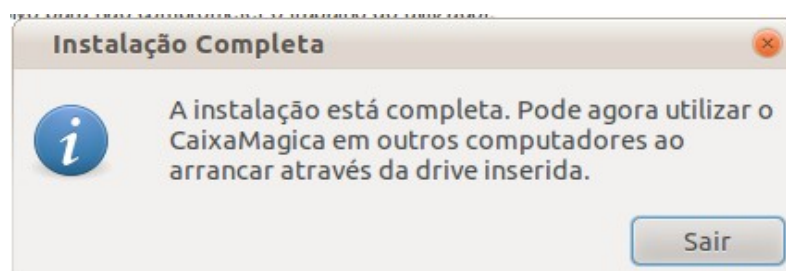 Instalação Completa
A instalação está completa. Pode agora utilizar o
CaixaMagica em outros computadores ao
arrancar através da drive inserida.
Sair